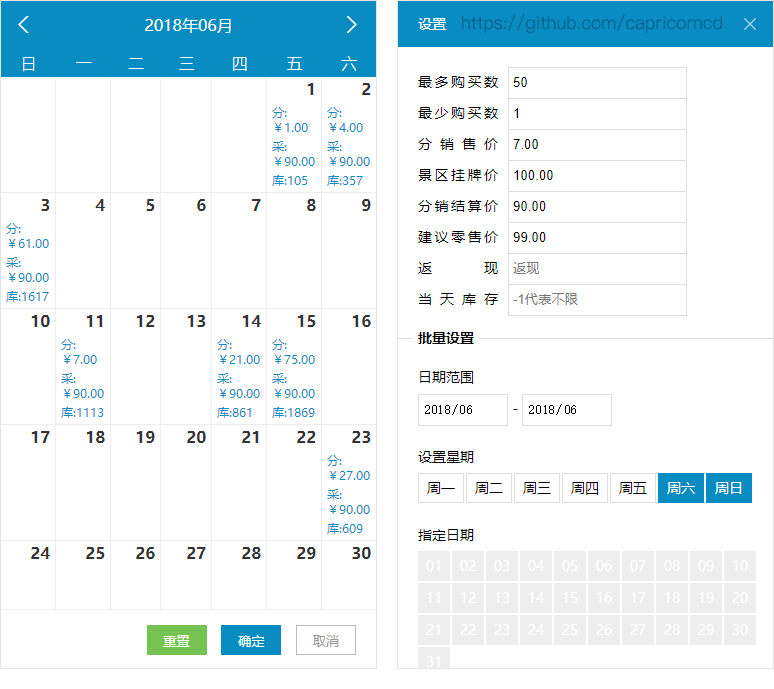 2018年06月
日 一 二 三 四 五 六
1 2
分: 分:
￥1.00 ￥4.00
采: 采:
￥90.00 ￥90.00
库:105 库:357
3 4 5 6 7 8 9
分:
￥61.00
采:
￥90.00
库:1617
10 11 12 13 14 15 16
分: 分: 分:
￥7.00 ￥21.00 ￥75.00
采: 采: 采:
￥90.00 ￥90.00 ￥90.00
库:1113 库:861 库:1869
17 18 19 20 21 22 23
分:
￥27.00
采:
￥90.00
库:609
24 25 26 27 28 29 30
重置 确定 取消
设置 https://github.com/capricorncd
最多购买数 50
最少购买数 1
分销售价 7.00
景区挂牌价 100.00
分销结算价 90.00
建议零售价 99.00
返现 返现
当天库存 -1代表不限
批量设置
日期范围
2018/06 - 2018/06
设置星期
周一 周二 周三 周四 周五 周六 周日
指定日期
01 02 03 04 05 06 07 08 09 10
11 12 13 14 15 16 17 18 19 20
21 22 23 24 25 26 27 28 29 30
31